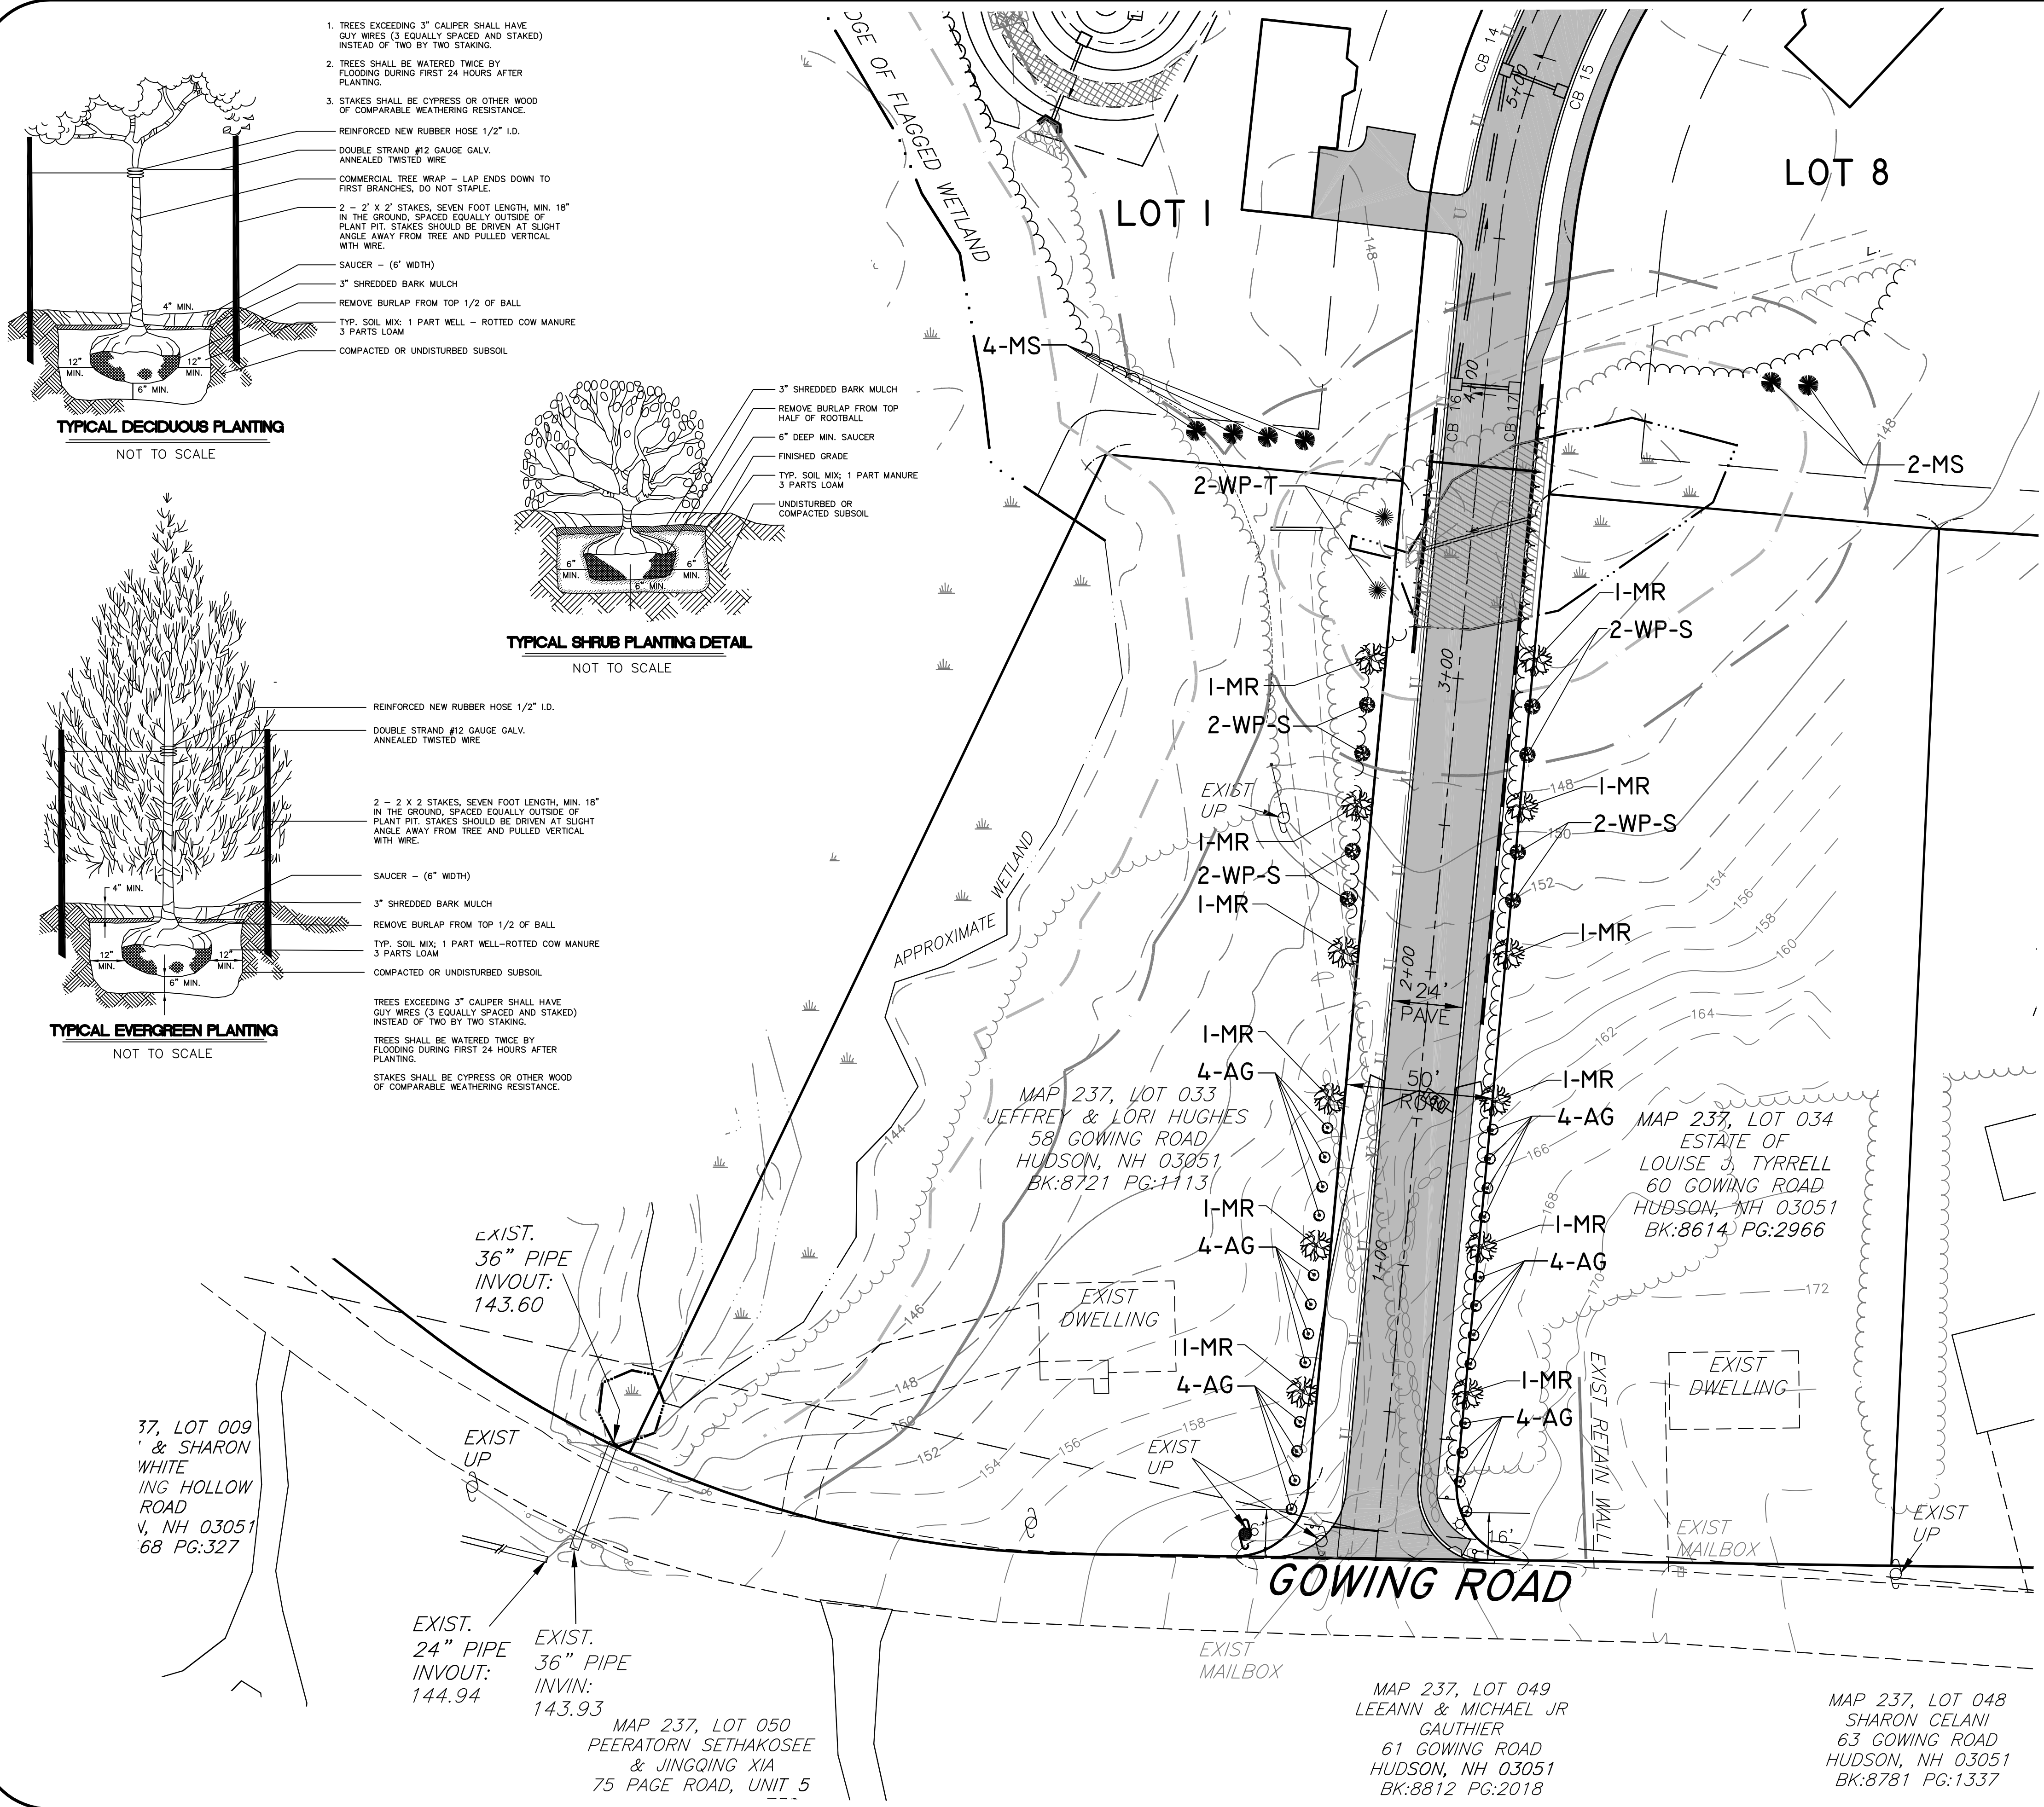 1. TREES EXCEEDING 3" CALIPER SHALL HAVE
GUY WIRES (3 EQUALLY SPACED AND STAKED)
INSTEAD OF TWO BY TWO STAKING.
2. TREES SHALL BE WATERED TWICE BY
FLOODING DURING FIRST 24 HOURS AFTER
PLANTING.
3. STAKES SHALL BE CYPRESS OR OTHER WOOD
OF COMPARABLE WEATHERING RESISTANCE.
REINFORCED NEW RUBBER HOSE 1/2" I.D.
DOUBLE STRAND #12 GAUGE GALV.
ANNEALED TWISTED WIRE
COMMERCIAL TREE WRAP – LAP ENDS DOWN TO
FIRST BRANCHES, DO NOT STAPLE.
2 – 2' X 2' STAKES, SEVEN FOOT LENGTH, MIN. 18"
IN THE GROUND, SPACED EQUALLY OUTSIDE OF
PLANT PIT. STAKES SHOULD BE DRIVEN AT SLIGHT
ANGLE AWAY FROM TREE AND PULLED VERTICAL
WITH WIRE.
SAUCER – (6' WIDTH)
3" SHREDDED BARK MULCH
REMOVE BURLAP FROM TOP 1/2 OF BALL
TYP. SOIL MIX: 1 PART WELL – ROTTED COW MANURE
3 PARTS LOAM
COMPACTED OR UNDISTURBED SUBSOIL
4" MIN.
12"
MIN.
12"
MIN.
6" MIN.
TYPICAL DECIDUOUS PLANTING
NOT TO SCALE
3" SHREDDED BARK MULCH
REMOVE BURLAP FROM TOP
HALF OF ROOTBALL
6" DEEP MIN. SAUCER
FINISHED GRADE
TYP. SOIL MIX; 1 PART MANURE
3 PARTS LOAM
UNDISTURBED OR
COMPACTED SUBSOIL
6"
MIN.
6"
MIN.
6" MIN.
TYPICAL SHRUB PLANTING DETAIL
NOT TO SCALE
REINFORCED NEW RUBBER HOSE 1/2" I.D.
DOUBLE STRAND #12 GAUGE GALV.
ANNEALED TWISTED WIRE
2 – 2 X 2 STAKES, SEVEN FOOT LENGTH, MIN. 18"
IN THE GROUND, SPACED EQUALLY OUTSIDE OF
PLANT PIT. STAKES SHOULD BE DRIVEN AT SLIGHT
ANGLE AWAY FROM TREE AND PULLED VERTICAL
WITH WIRE.
SAUCER – (6" WIDTH)
3" SHREDDED BARK MULCH
REMOVE BURLAP FROM TOP 1/2 OF BALL
TYP. SOIL MIX; 1 PART WELL–ROTTED COW MANURE
3 PARTS LOAM
COMPACTED OR UNDISTURBED SUBSOIL
4" MIN.
12"
MIN.
12"
MIN.
6" MIN.
TYPICAL EVERGREEN PLANTING
NOT TO SCALE
TREES EXCEEDING 3" CALIPER SHALL HAVE
GUY WIRES (3 EQUALLY SPACED AND STAKED)
INSTEAD OF TWO BY TWO STAKING.
TREES SHALL BE WATERED TWICE BY
FLOODING DURING FIRST 24 HOURS AFTER
PLANTING.
STAKES SHALL BE CYPRESS OR OTHER WOOD
OF COMPARABLE WEATHERING RESISTANCE.
OF FLAGGED WETLAND
LOT 1
LOT 8
CB 14
CB 15
5+00
148
4-MS
4+00
CB 16
CB 17
148
2-MS
2-WP-T
1-MR
2-WP-S
1-MR
2-WP-S
3+00
EXIST
UP
1-MR
148
1-MR
2-WP-S
150
2-WP-S
1-MR
152
154
156
158
160
1-MR
APPROXIMATE WETLAND
2+00
24'
PAVE
164
162
1-MR
4-AG
50'
ROW
1-MR
4-AG
144
MAP 237, LOT 033
JEFFREY & LORI HUGHES
58 GOWING ROAD
HUDSON, NH 03051
BK:8721 PG:1113
MAP 237, LOT 034
ESTATE OF
LOUISE J. TYRRELL
60 GOWING ROAD
HUDSON, NH 03051
BK:8614 PG:2966
166
168
1-MR
4-AG
1+00
1-MR
4-AG
170
172
EXIST.
36" PIPE
INVOUT:
143.60
146
EXIST
DWELLING
1-MR
4-AG
1-MR
4-AG
EXIST RETAIN WALL
EXIST
DWELLING
148
150
152
154
156
158
EXIST
UP
EXIST
UP
16'
EXIST
MAILBOX
EXIST
UP
37, LOT 009
& SHARON
WHITE
ING HOLLOW
ROAD
NH 03051
68 PG:327
GOWING ROAD
EXIST.
24" PIPE
INVOUT:
144.94
EXIST.
36" PIPE
INVIN:
143.93
EXIST
MAILBOX
MAP 237, LOT 050
PEERATORN SETHAKOSEE
& JINGQING XIA
75 PAGE ROAD, UNIT 5
MAP 237, LOT 049
LEEANN & MICHAEL JR
GAUTHIER
61 GOWING ROAD
HUDSON, NH 03051
BK:8812 PG:2018
MAP 237, LOT 048
SHARON CELANI
63 GOWING ROAD
HUDSON, NH 03051
BK:8781 PG:1337